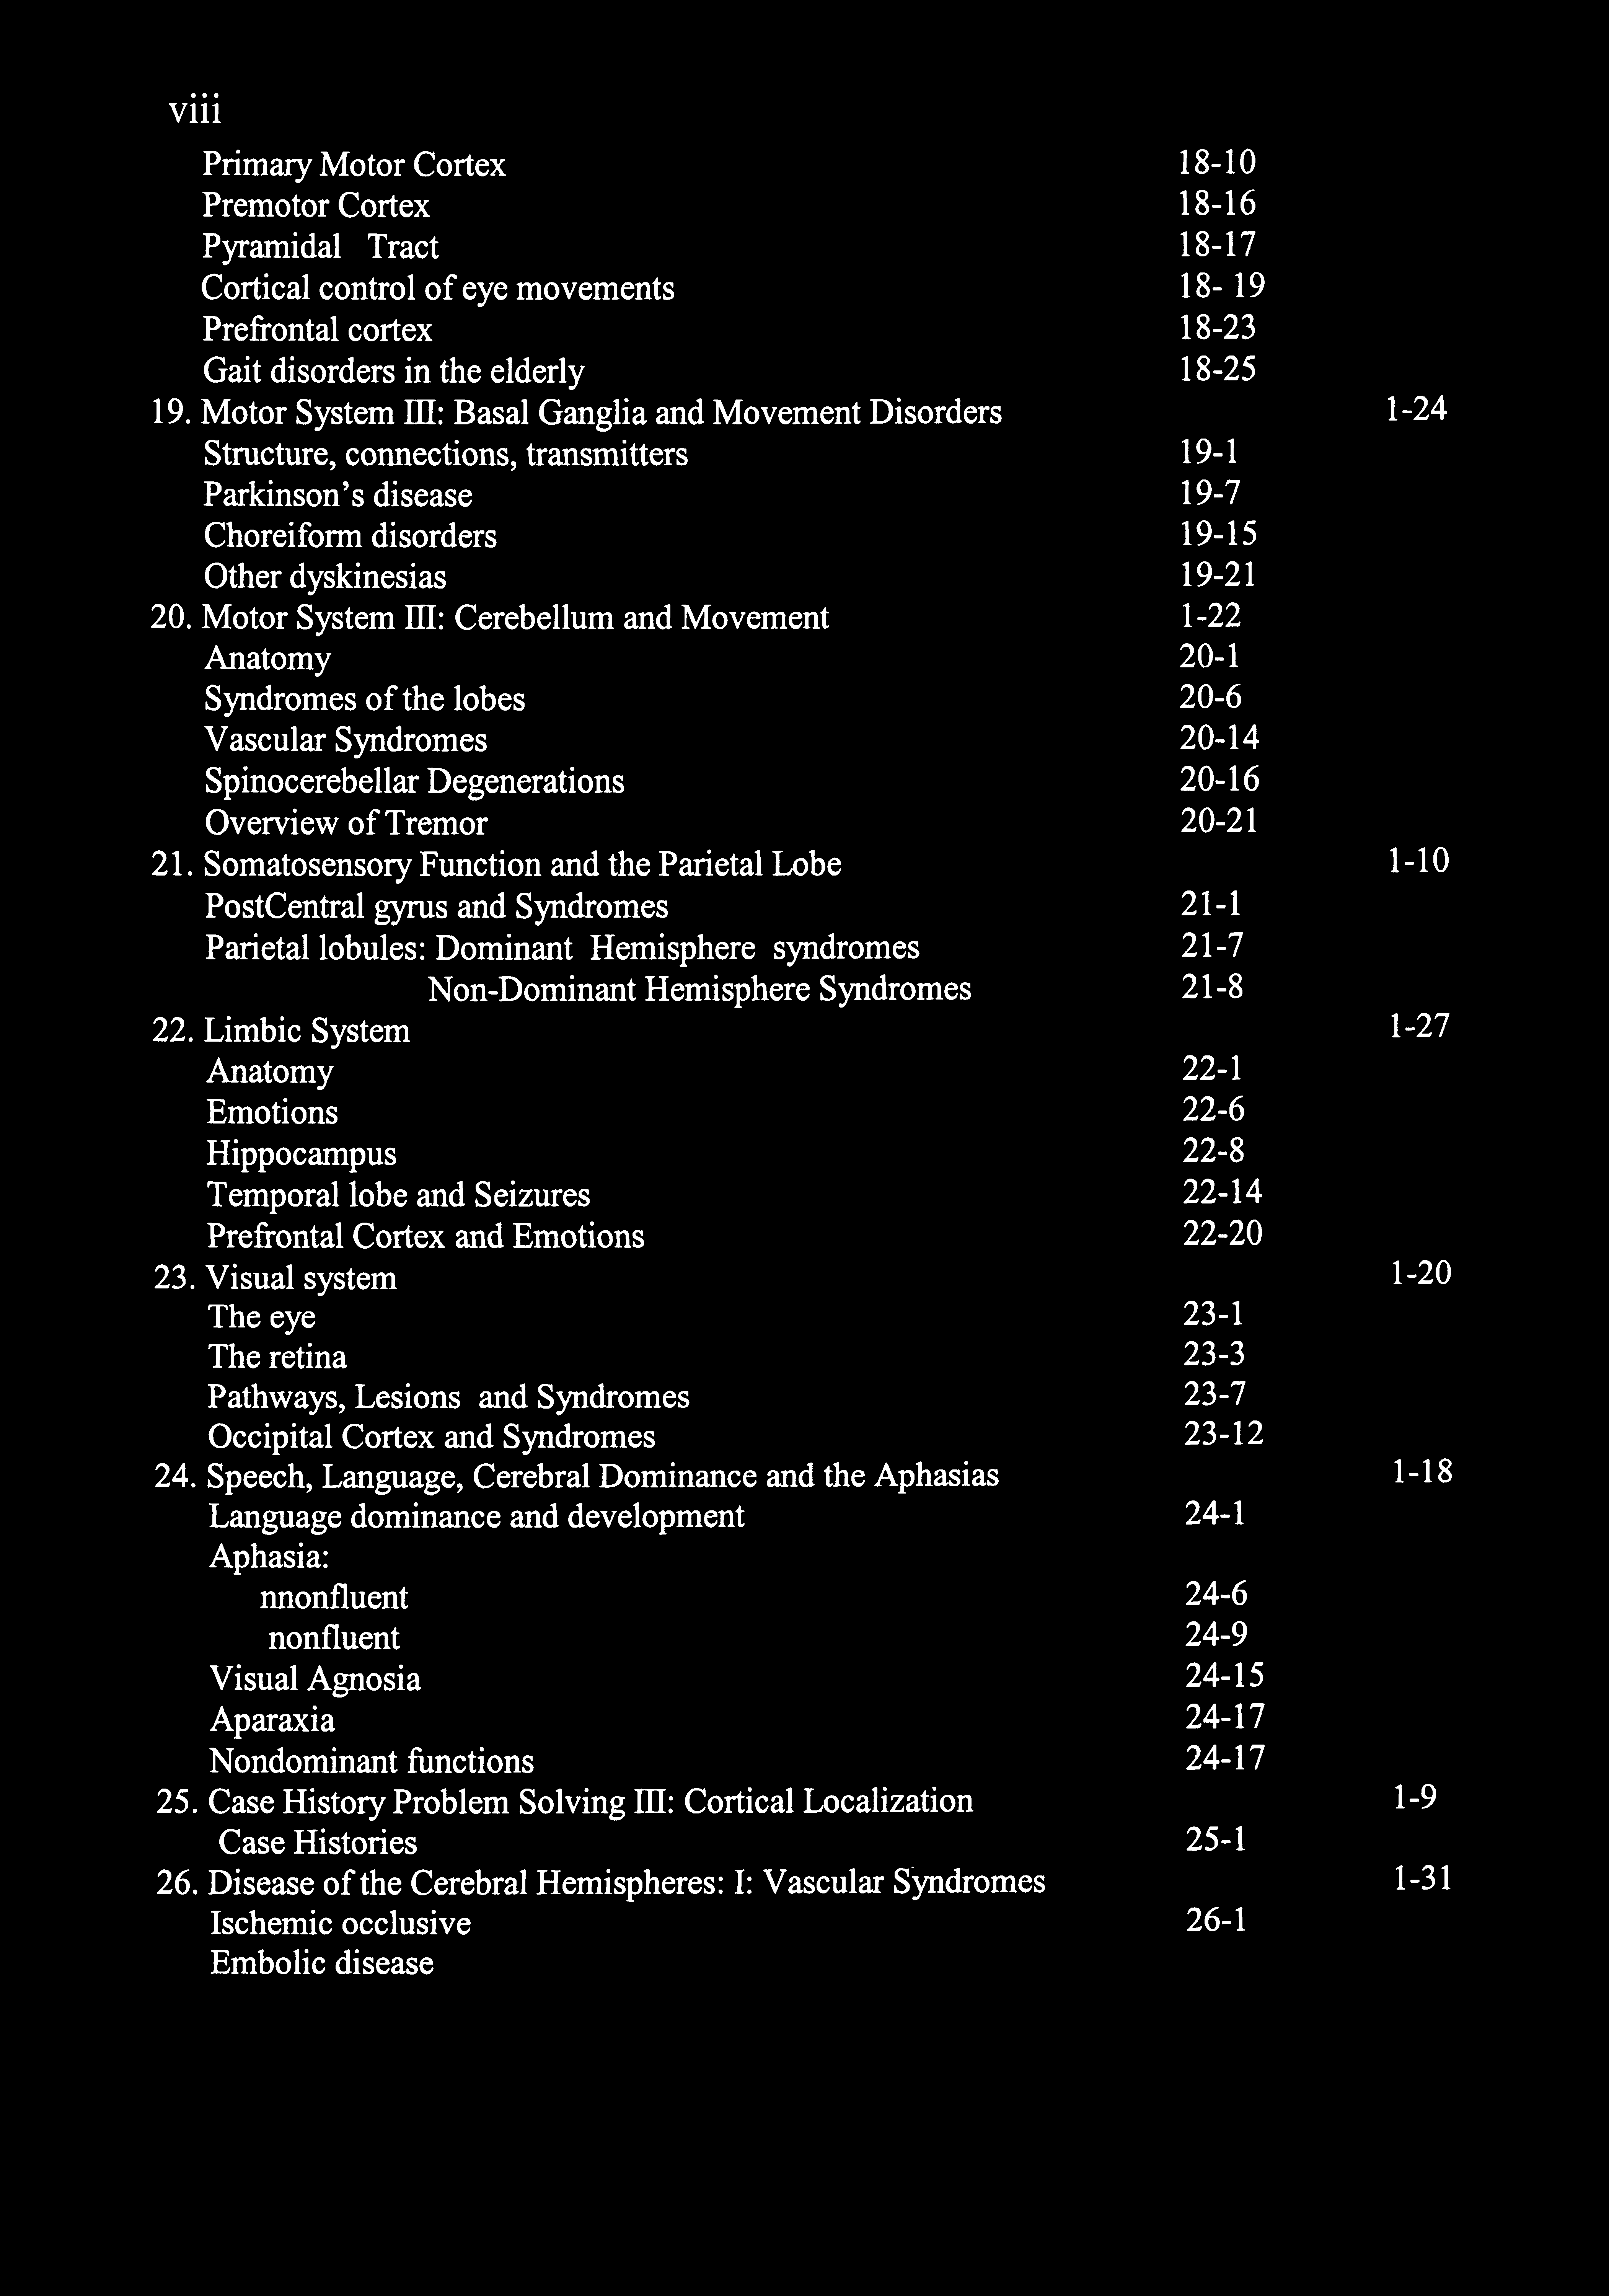 viii
Primary Motor Cortex 18-10
Premotor Cortex 18-16
Pyramidal Tract 18-17
Cortical control of eye movements 18- 19
Prefrontal cortex 18-23
Gait disorders in the elderly 18-25
19. Motor System III: Basal Ganglia and Movement Disorders 1-24
Structure, connections, transmitters 19-1
Parkinson's disease 19-7
Choreiform disorders 19-15
Other dyskinesias 19-21
20. Motor System III: Cerebellum and Movement 1-22
Anatomy 20-1
Syndromes of the lobes 20-6
Vascular Syndromes 20-14
Spinocerebellar Degenerations 20-16
Overview of Tremor 20-21
21. Somatosensory Function and the Parietal Lobe 1-10
PostCentral gyrus and Syndromes 21-1
Parietal lobules: Dominant Hemisphere syndromes 21-7
Non-Dominant Hemisphere Syndromes 21-8
22. Limbic System 1-27
Anatomy 22-1
Emotions 22-6
Hippocampus 22-8
Temporal lobe and Seizures 22-14
Prefrontal Cortex and Emotions 22-20
23. Visual system 1-20
The eye 23-1
The retina 23-3
Pathways, Lesions and Syndromes 23-7
Occipital Cortex and Syndromes 23-12
24. Speech, Language, Cerebral Dominance and the Aphasias 1-18
Language dominance and development 24-1
Aphasia:
nnonfluent 24-6
nonfluent 24-9
Visual Agnosia 24-15
Aparaxia 24-17
Nondominant functions 24-17
25. Case History Problem Solving III: Cortical Localization 1-9
Case Histories 25-1
26. Disease of the Cerebral Hemispheres: I: Vascular Syndromes 1-31
Ischemic occlusive 26-1
Embolic disease